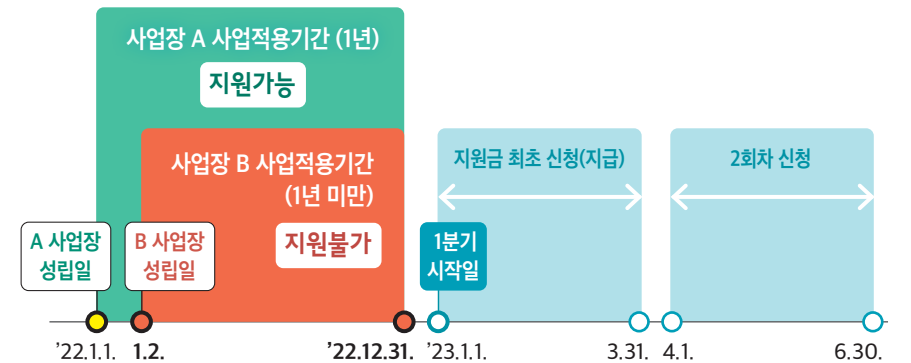 사업장 A 사업적용기간 (1년)
지원가능
사업장 B 사업적용기간
(1년 미만)
지원불가
지원금 최초 신청(지급)
2회차 신청
A 사업장
성립일
B 사업장
성립일
1분기
시작일
’22.1.1. 1.2. ’22.12.31. ’23.1.1. 3.31. 4.1. 6.30.